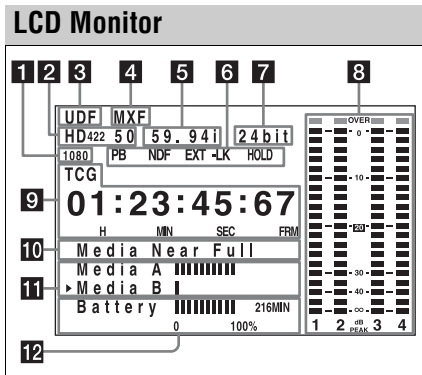 LCD Monitor
1 2 3 4 5 6 7 8
UDF MXF
HD422 50 59.94i 24bit
1080 PB NDF EXT-LK HOLD
TCG
9
01:23:45:67
H MIN SEC FRM
10 Media Near Full
Media A
11 Media B
Battery 216MIN
0 100%
12
OVER
0
-10-
-20-
-30-
-40-
-∞-
1 2 dB PEAK 3 4